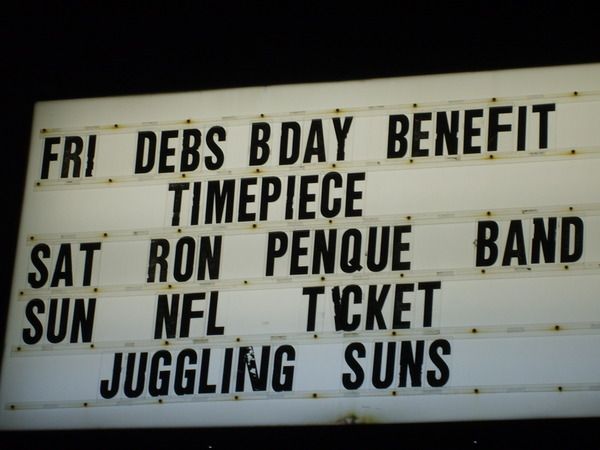 FRI DEBS BDAY BENEFIT
TIMEPIECE
SAT RON PENQUE BAND
SUN NFL TICKET
JUGGLING SUNS